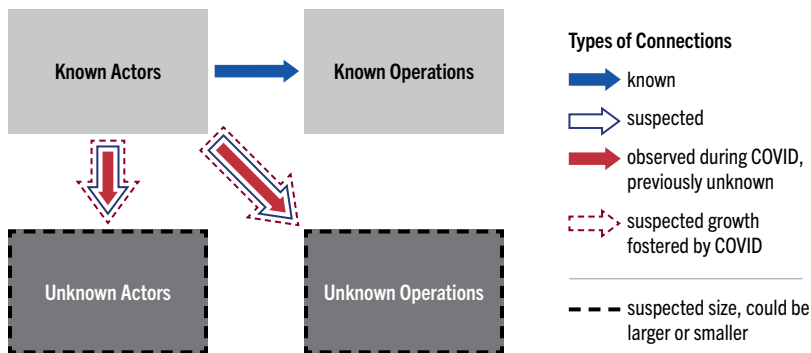 Known Actors
Known Operations
Unknown Actors
Unknown Operations
Types of Connections
known
suspected
observed during COVID,
previously unknown
suspected growth
fostered by COVID
suspected size, could be
larger or smaller